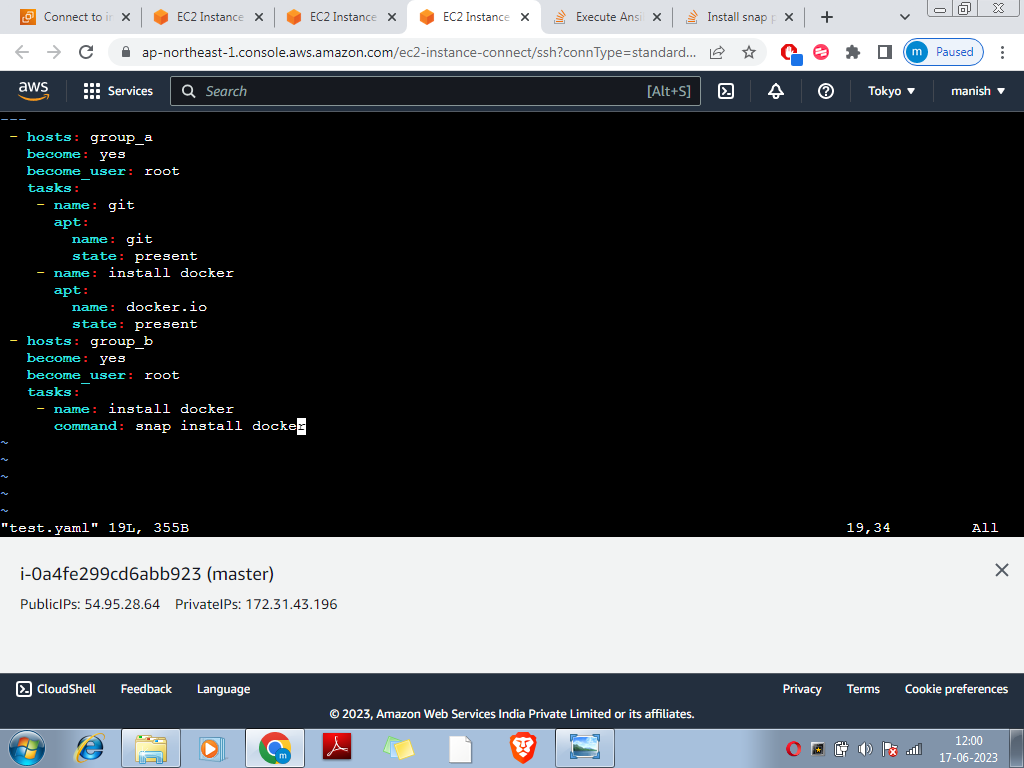 Connect to i
EC2 Instance
EC2 Instance
EC2 Instance
Execute Ansi
Install snap p
ap-northeast-1.console.aws.amazon.com/ec2-instance-connect/ssh?connType=standard...
m Paused
aws
Services
Search [Alt+S]
Tokyo ▼
manish ▼
---
- hosts: group_a
become: yes
become_user: root
tasks:
- name: git
apt:
name: git
state: present
- name: install docker
apt:
name: docker.io
state: present
- hosts: group_b
become: yes
become_user: root
tasks:
- name: install docker
command: snap install docker
~
~
~
~
~
"test.yaml" 19L, 355B 19,34 All
i-0a4fe299cd6abb923 (master)
PublicIPs: 54.95.28.64 PrivateIPs: 172.31.43.196
CloudShell Feedback Language Privacy Terms Cookie preferences
© 2023, Amazon Web Services India Private Limited or its affiliates.
12:00
17-06-2023